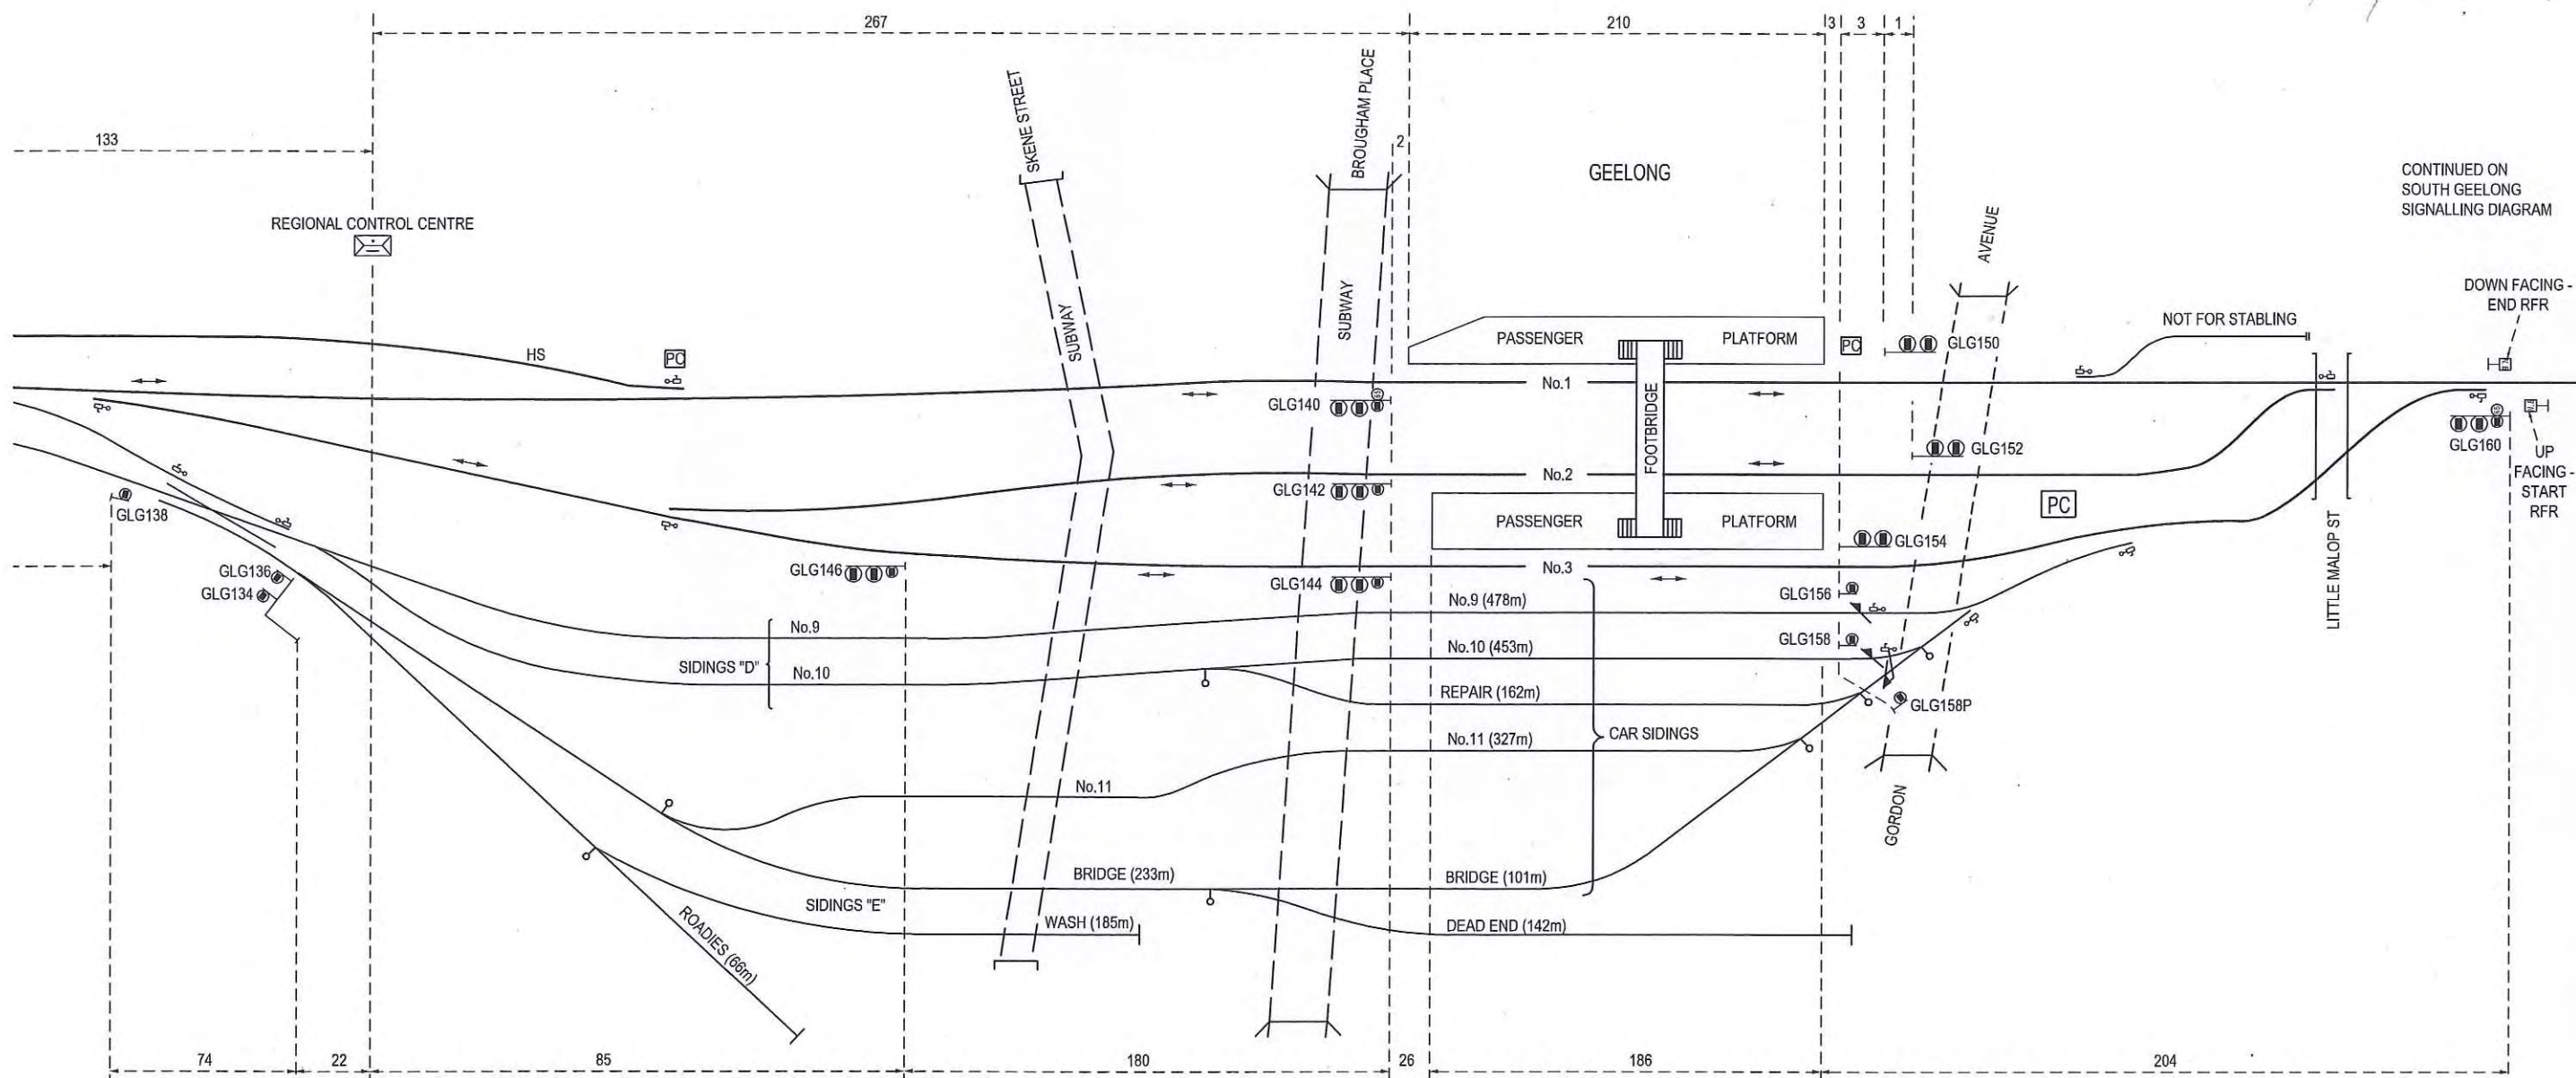 267
210
3
3
1
133
2
SKENE STREET
BROUGHAM PLACE
GEELONG
CONTINUED ON
SOUTH GEELONG
SIGNALLING DIAGRAM
REGIONAL CONTROL CENTRE
AVENUE
DOWN FACING -
END RFR
SUBWAY
SUBWAY
NOT FOR STABLING
HS
PC
PASSENGER
PLATFORM
PC
GLG150
No.1
GLG140
65
FOOTBRIDGE
GLG152
GLG160
65
UP
FACING -
START
RFR
No.2
GLG142
GLG138
PASSENGER
PLATFORM
PC
LITTLE MALOP ST
GLG154
GLG136
GLG134
GLG146
GLG144
No.3
GLG156
No.9 (478m)
No.9
GLG158
SIDINGS "D"
No.10
No.10 (453m)
REPAIR (162m)
GLG158P
No.11 (327m)
CAR SIDINGS
No.11
GORDON
BRIDGE (233m)
BRIDGE (101m)
SIDINGS "E"
ROADIES (66m)
WASH (185m)
DEAD END (142m)
74
22
85
180
26
186
204